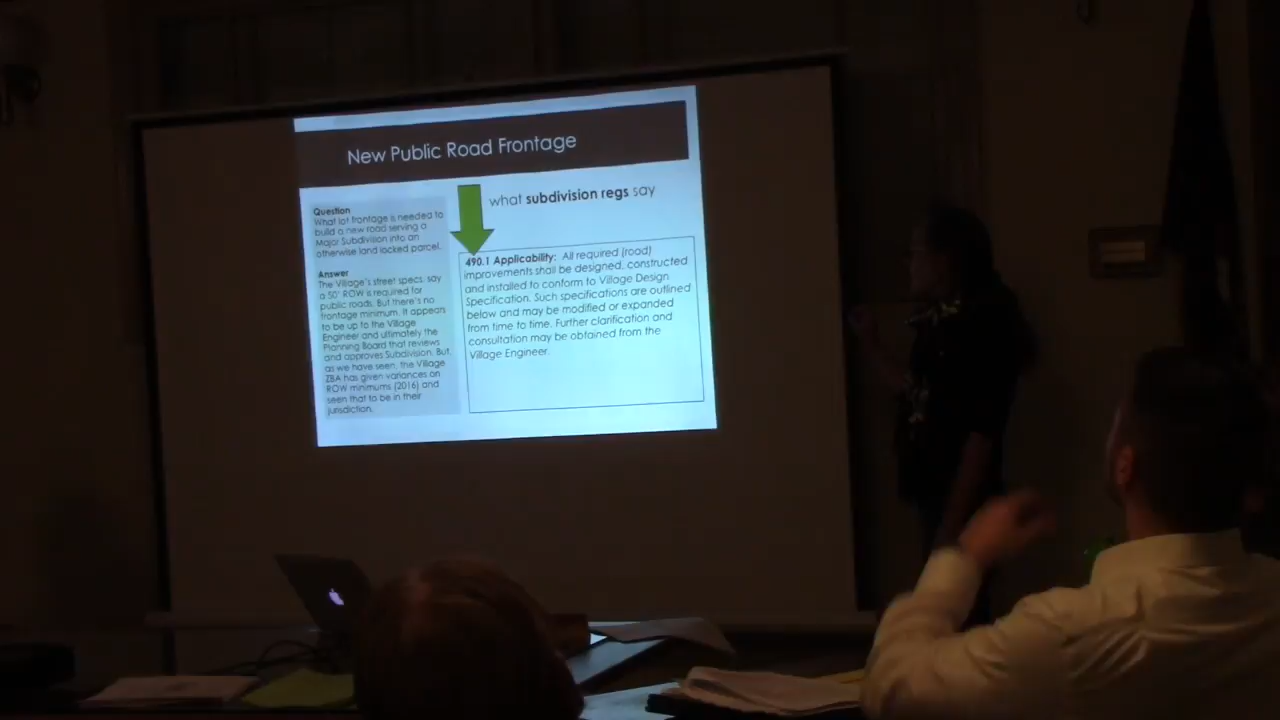 New Public Road Frontage
what subdivision regs say
Question
What lot frontage is needed to
build a new road serving a
Major Subdivision into an
otherwise land locked parcel.
Answer
The Village's street specs. say
a 50' ROW is required for
public roads. But there's no
frontage minimum. It appears
to be up to the Village
Engineer and ultimately the
Planning Board that reviews
and approves Subdivision. But,
as we have seen, the Village
ZBA has given variances on
ROW minimums (2016) and
seen that to be in their
jurisdiction.
490.1 Applicability: All required (road)
improvements shall be designed, constructed
and installed to conform to Village Design
Specification. Such specifications are outlined
below and may be modified or expanded
from time to time. Further clarification and
consultation may be obtained from the
Village Engineer.